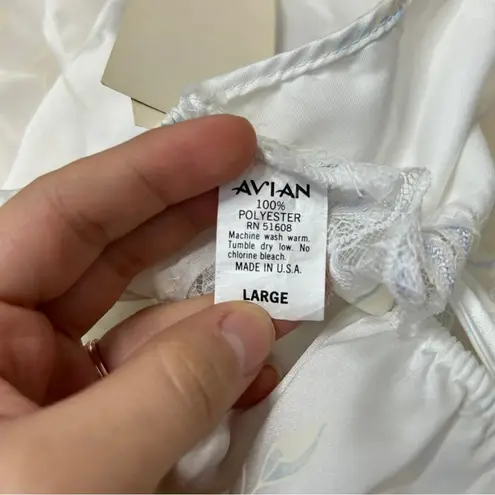 AVIAN
100%
POLYESTER
RN 51608
Machine wash warm.
Tumble dry low. No
chlorine bleach.
MADE IN U.S.A.
LARGE